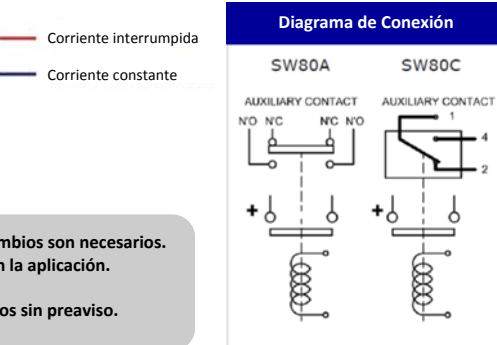 Corriente interrumpida
Corriente constante
mbios son necesarios.
n la aplicación.
os sin preaviso.
Diagrama de Conexión
SW80A SW80C
AUXILIARY CONTACT AUXILIARY CONTACT
N'O N'C N'C N'O
1
4
2
+ +